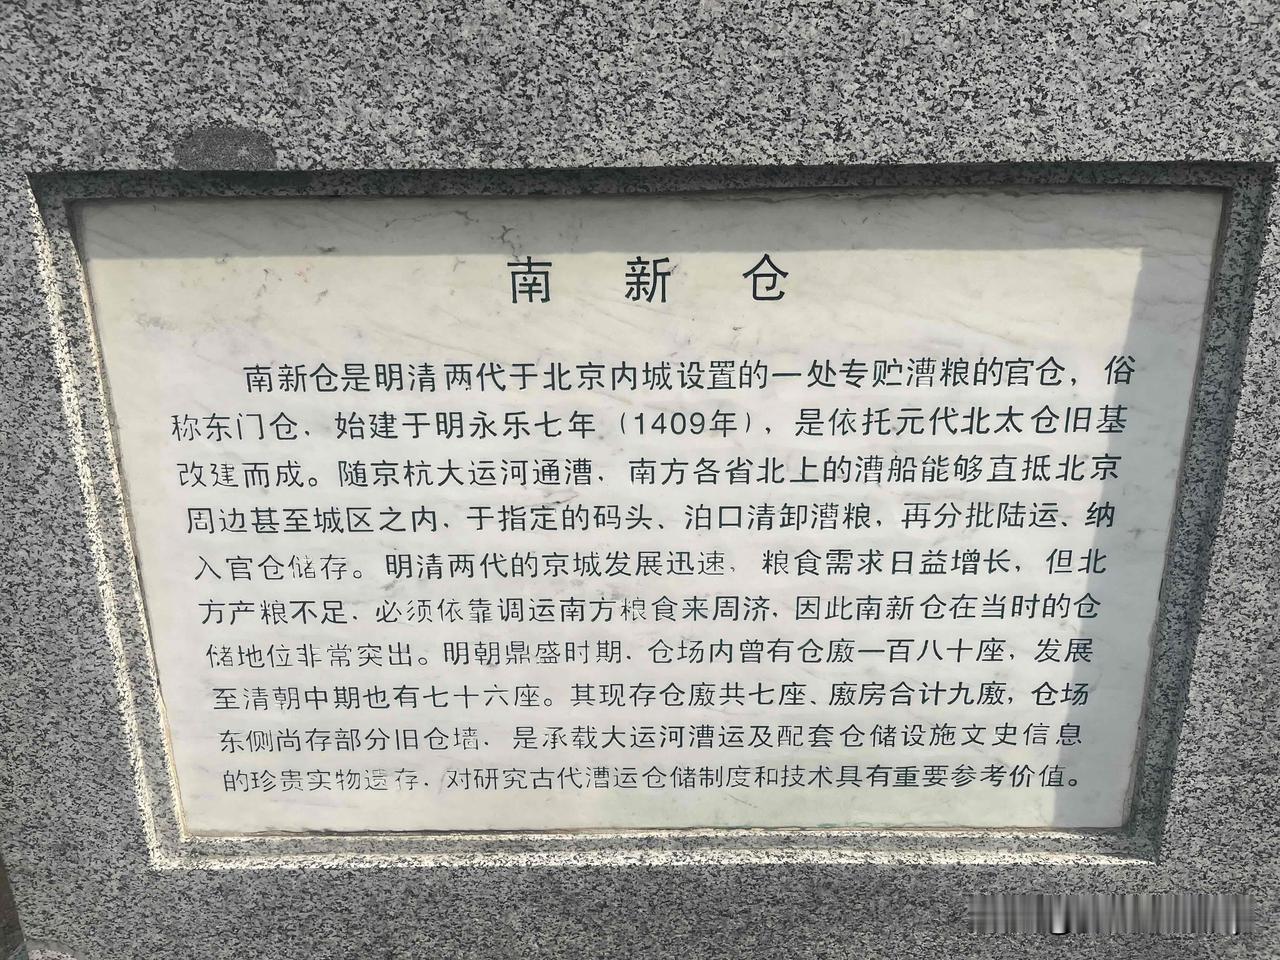 南新仓
南新仓是明清两代于北京内城设置的一处专贮漕粮的官仓，俗
称东门仓，始建于明永乐七年（1409年），是依托元代北太仓旧基
改建而成。随京杭大运河通漕，南方各省北上的漕船能够直抵北京
周边甚至城区之内，于指定的码头、泊口清卸漕粮，再分批陆运、纳
入官仓储存。明清两代的京城发展迅速，粮食需求日益增长，但北
方产粮不足，必须依靠调运南方粮食来周济，因此南新仓在当时的仓
储地位非常突出。明朝鼎盛时期，仓场内曾有仓廒一百八十座，发展
至清朝中期也有七十六座。其现存仓廒共七座、廒房合计九廒，仓场
东侧尚存部分旧仓墙，是承载大运河漕运及配套仓储设施文史信息
的珍贵实物遗存，对研究古代漕运仓储制度和技术具有重要参考价值。